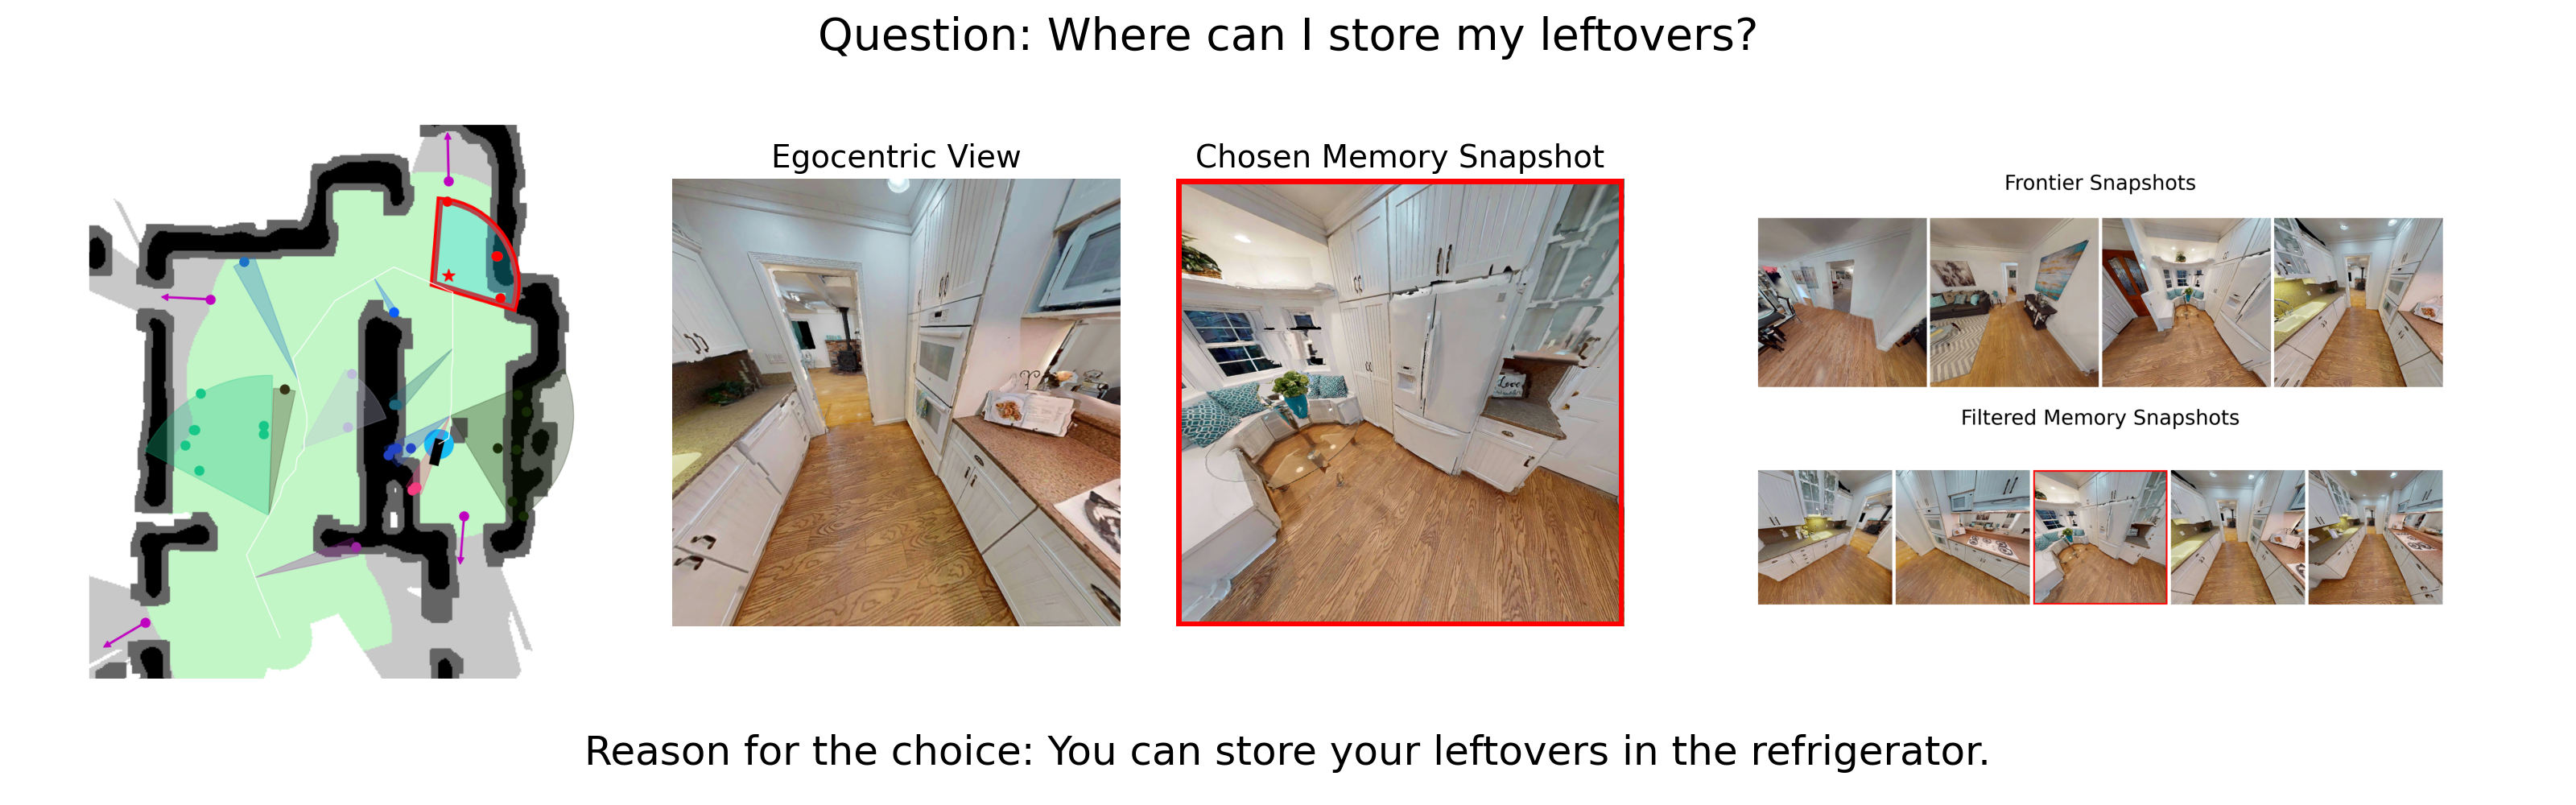 Question: Where can I store my leftovers?
Egocentric View
Chosen Memory Snapshot
Frontier Snapshots
Filtered Memory Snapshots
Love
Reason for the choice: You can store your leftovers in the refrigerator.